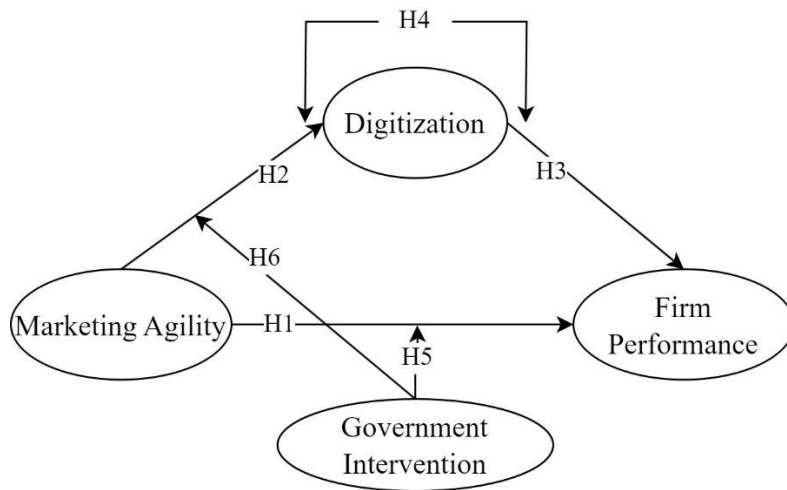 H4
Digitization
H2
H3
H6
Marketing Agility
H1
Firm
Performance
H5
Government
Intervention